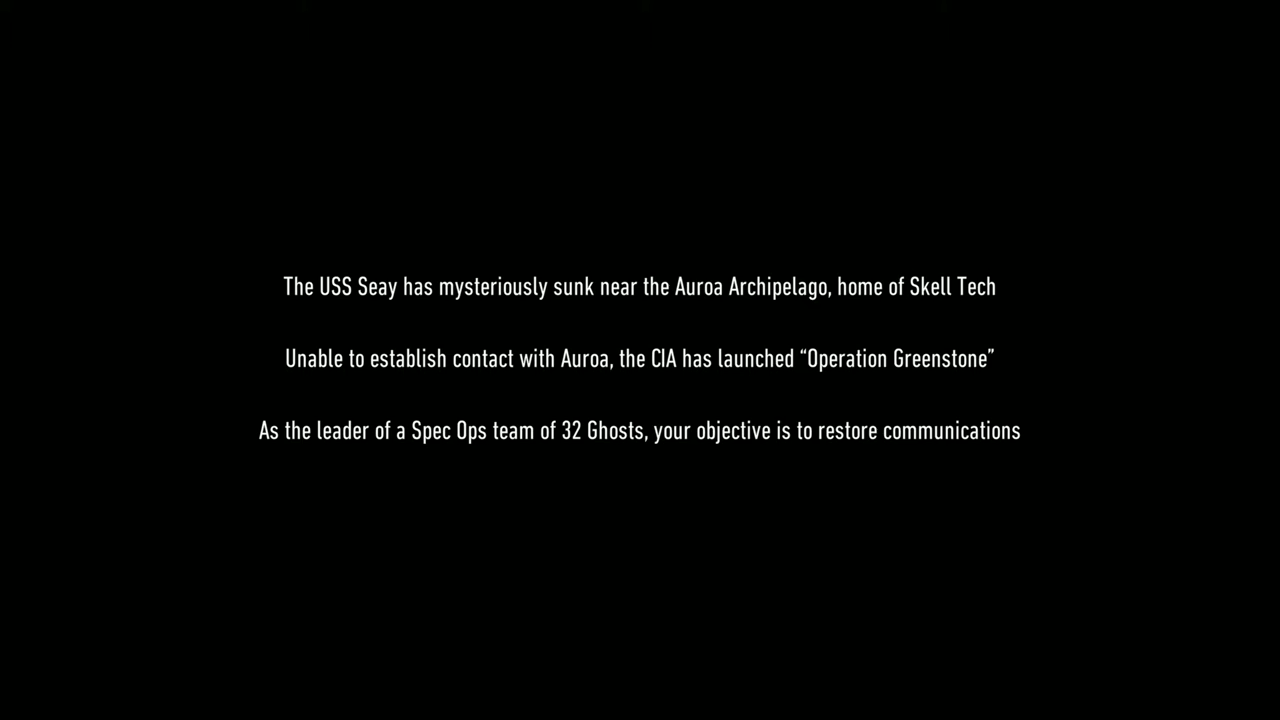 The USS Seay has mysteriously sunk near the Auroa Archipelago, home of Skell Tech
Unable to establish contact with Auroa, the CIA has launched “Operation Greenstone”
As the leader of a Spec Ops team of 32 Ghosts, your objective is to restore communications